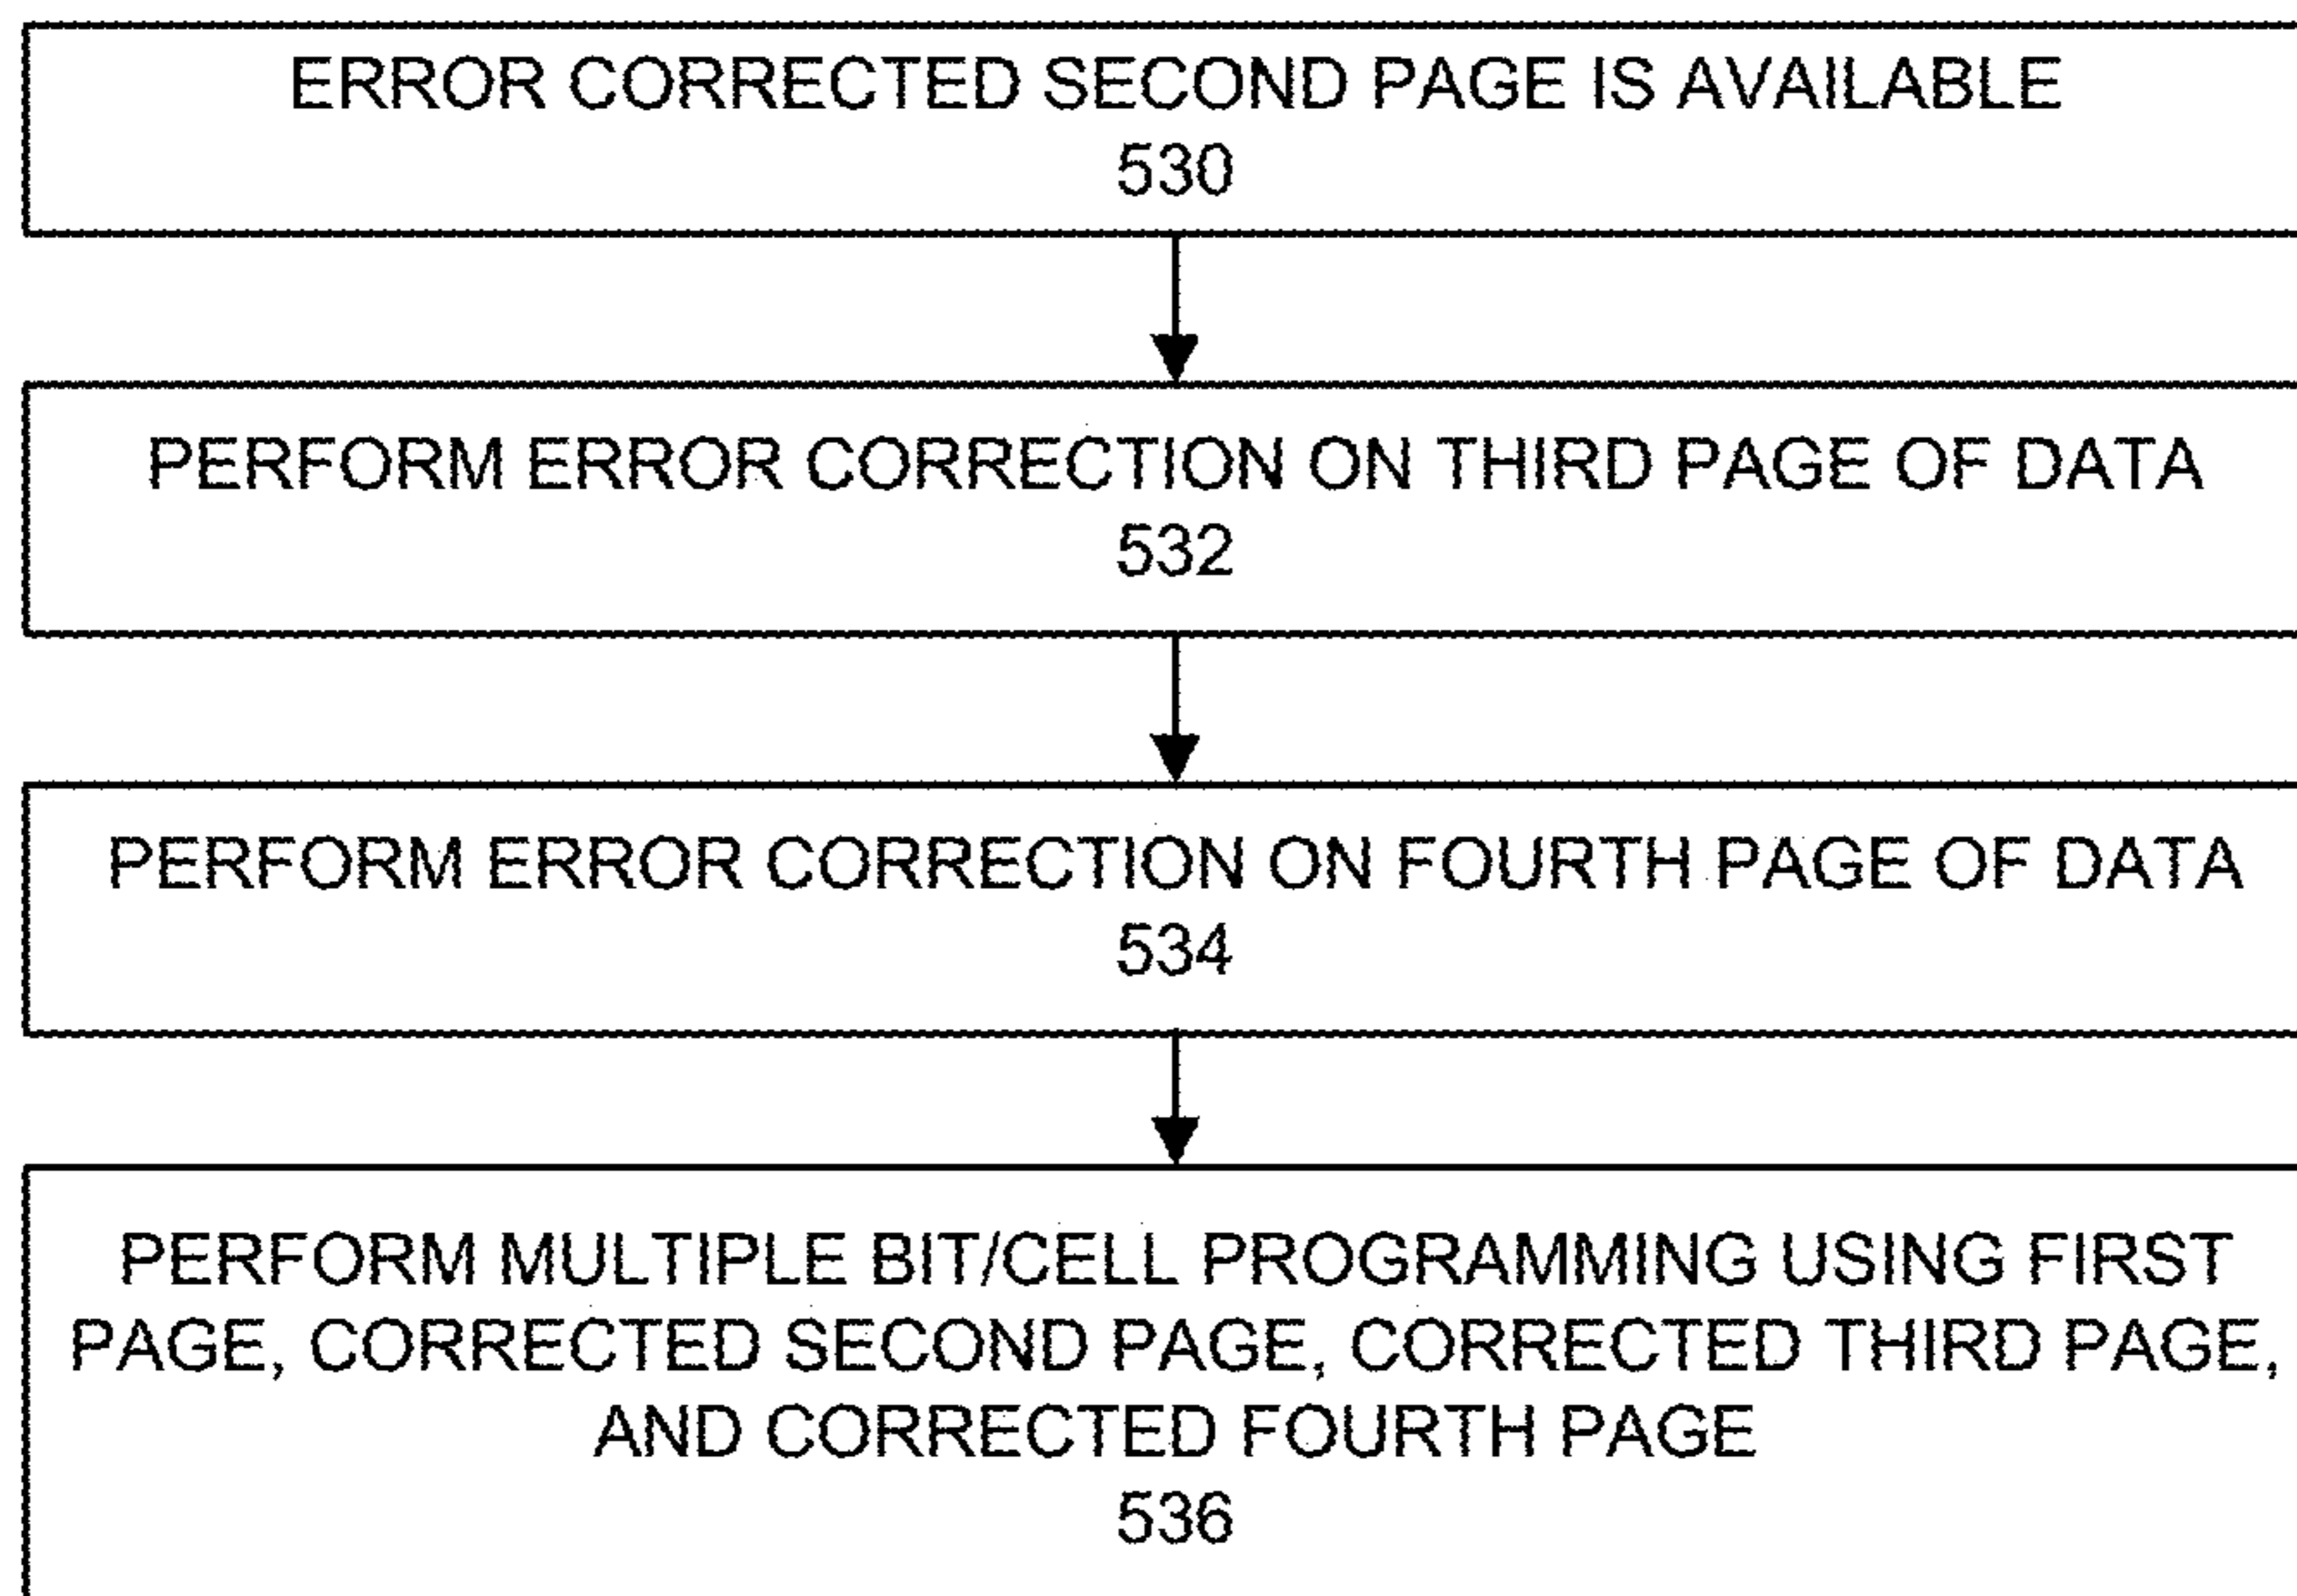 ERROR CORRECTED SECOND PAGE IS AVAILABLE
530
PERFORM ERROR CORRECTION ON THIRD PAGE OF DATA
532
PERFORM ERROR CORRECTION ON FOURTH PAGE OF DATA
534
PERFORM MULTIPLE BIT/CELL PROGRAMMING USING FIRST
PAGE, CORRECTED SECOND PAGE, CORRECTED THIRD PAGE,
AND CORRECTED FOURTH PAGE
536